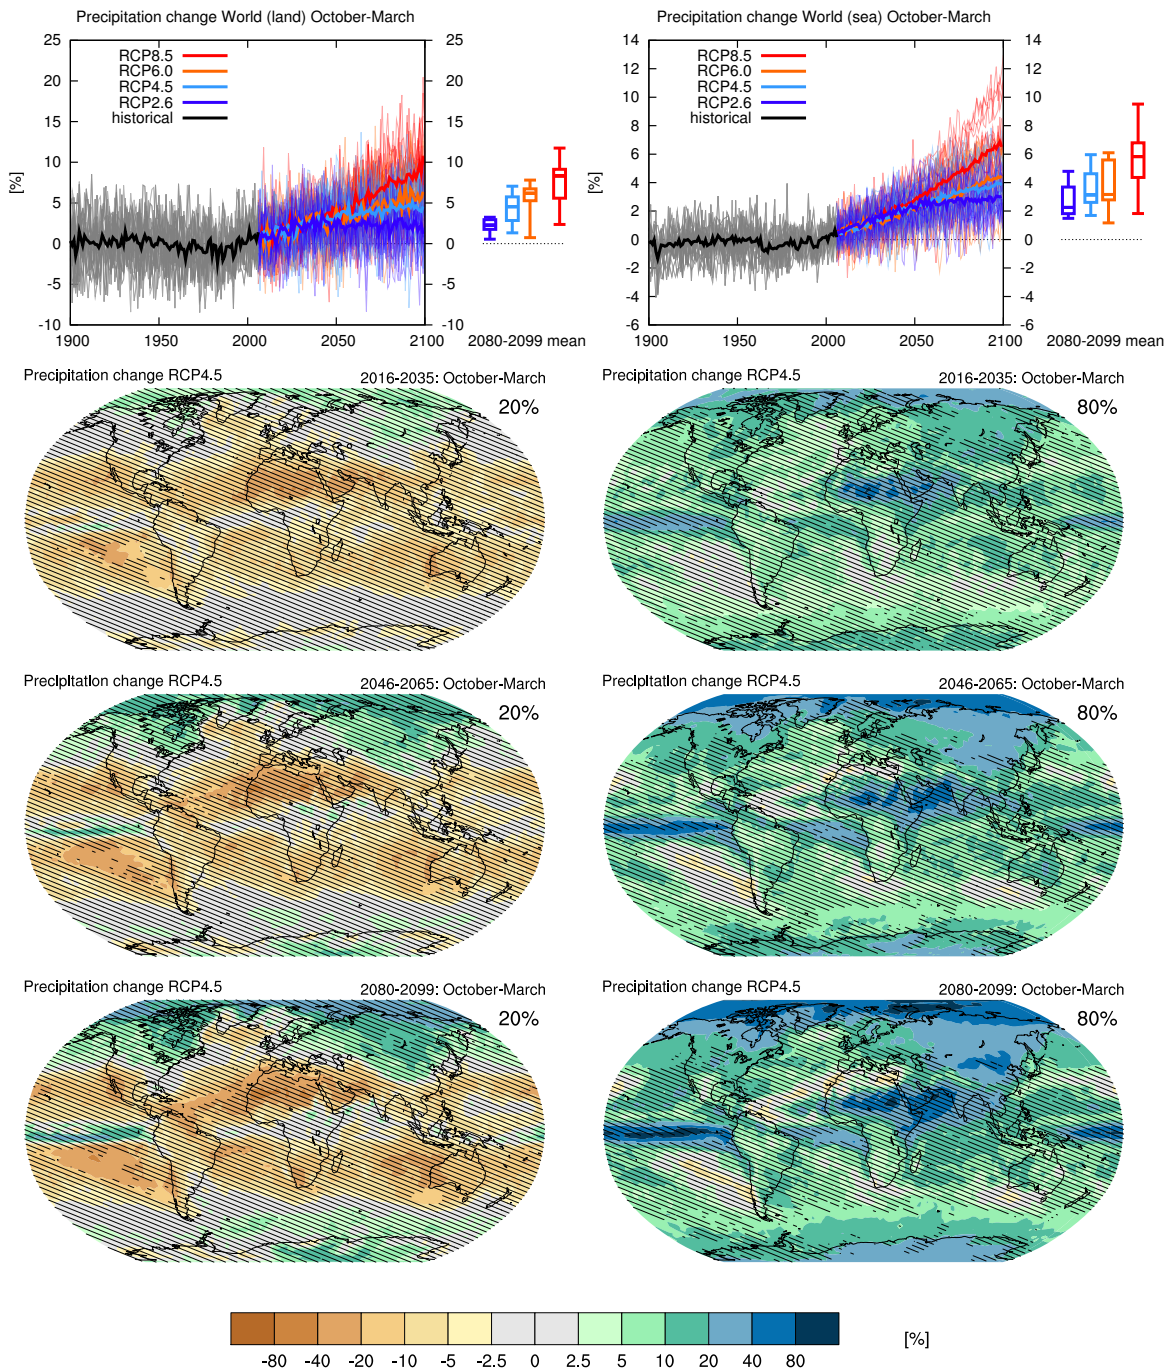 Precipitation change World (land) October-March
25
20
15
10
5
0
-5
-10
[%]
RCP8.5
RCP6.0
RCP4.5
RCP2.6
historical
25
20
15
10
5
0
-5
-10
1900 1950 2000 2050 2100 2080-2099 mean
Precipitation change World (sea) October-March
14
12
10
8
6
4
2
0
-2
-4
-6
[%]
RCP8.5
RCP6.0
RCP4.5
RCP2.6
historical
14
12
10
8
6
4
2
0
-2
-4
-6
1900 1950 2000 2050 2100 2080-2099 mean
Precipitation change RCP4.5 2016-2035: October-March
20%
Precipitation change RCP4.5 2016-2035: October-March
80%
Precipitation change RCP4.5 2046-2065: October-March
20%
Precipitation change RCP4.5 2046-2065: October-March
80%
Precipitation change RCP4.5 2080-2099: October-March
20%
Precipitation change RCP4.5 2080-2099: October-March
80%
-80 -40 -20 -10 -5 -2.5 0 2.5 5 10 20 40 80
[%]